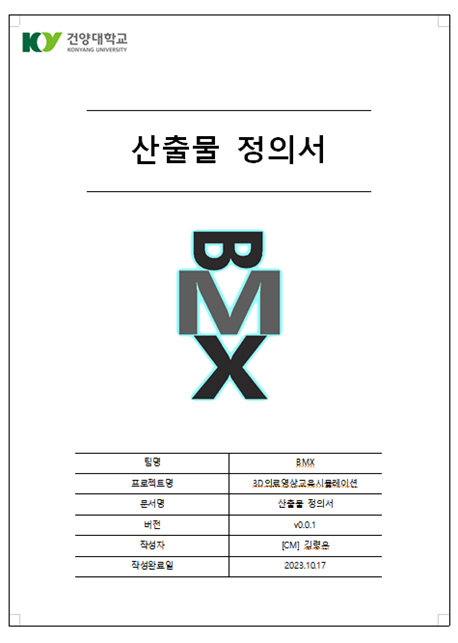 KY 건양대학교
KONYANG UNIVERSITY
산출물 정의서
B
M
X
팀명 BMX
프로젝트명 3D의료영상교육시뮬레이션
문서명 산출물 정의서
버전 v0.0.1
작성자 [CM] 김령은
작성완료일 2023.10.17